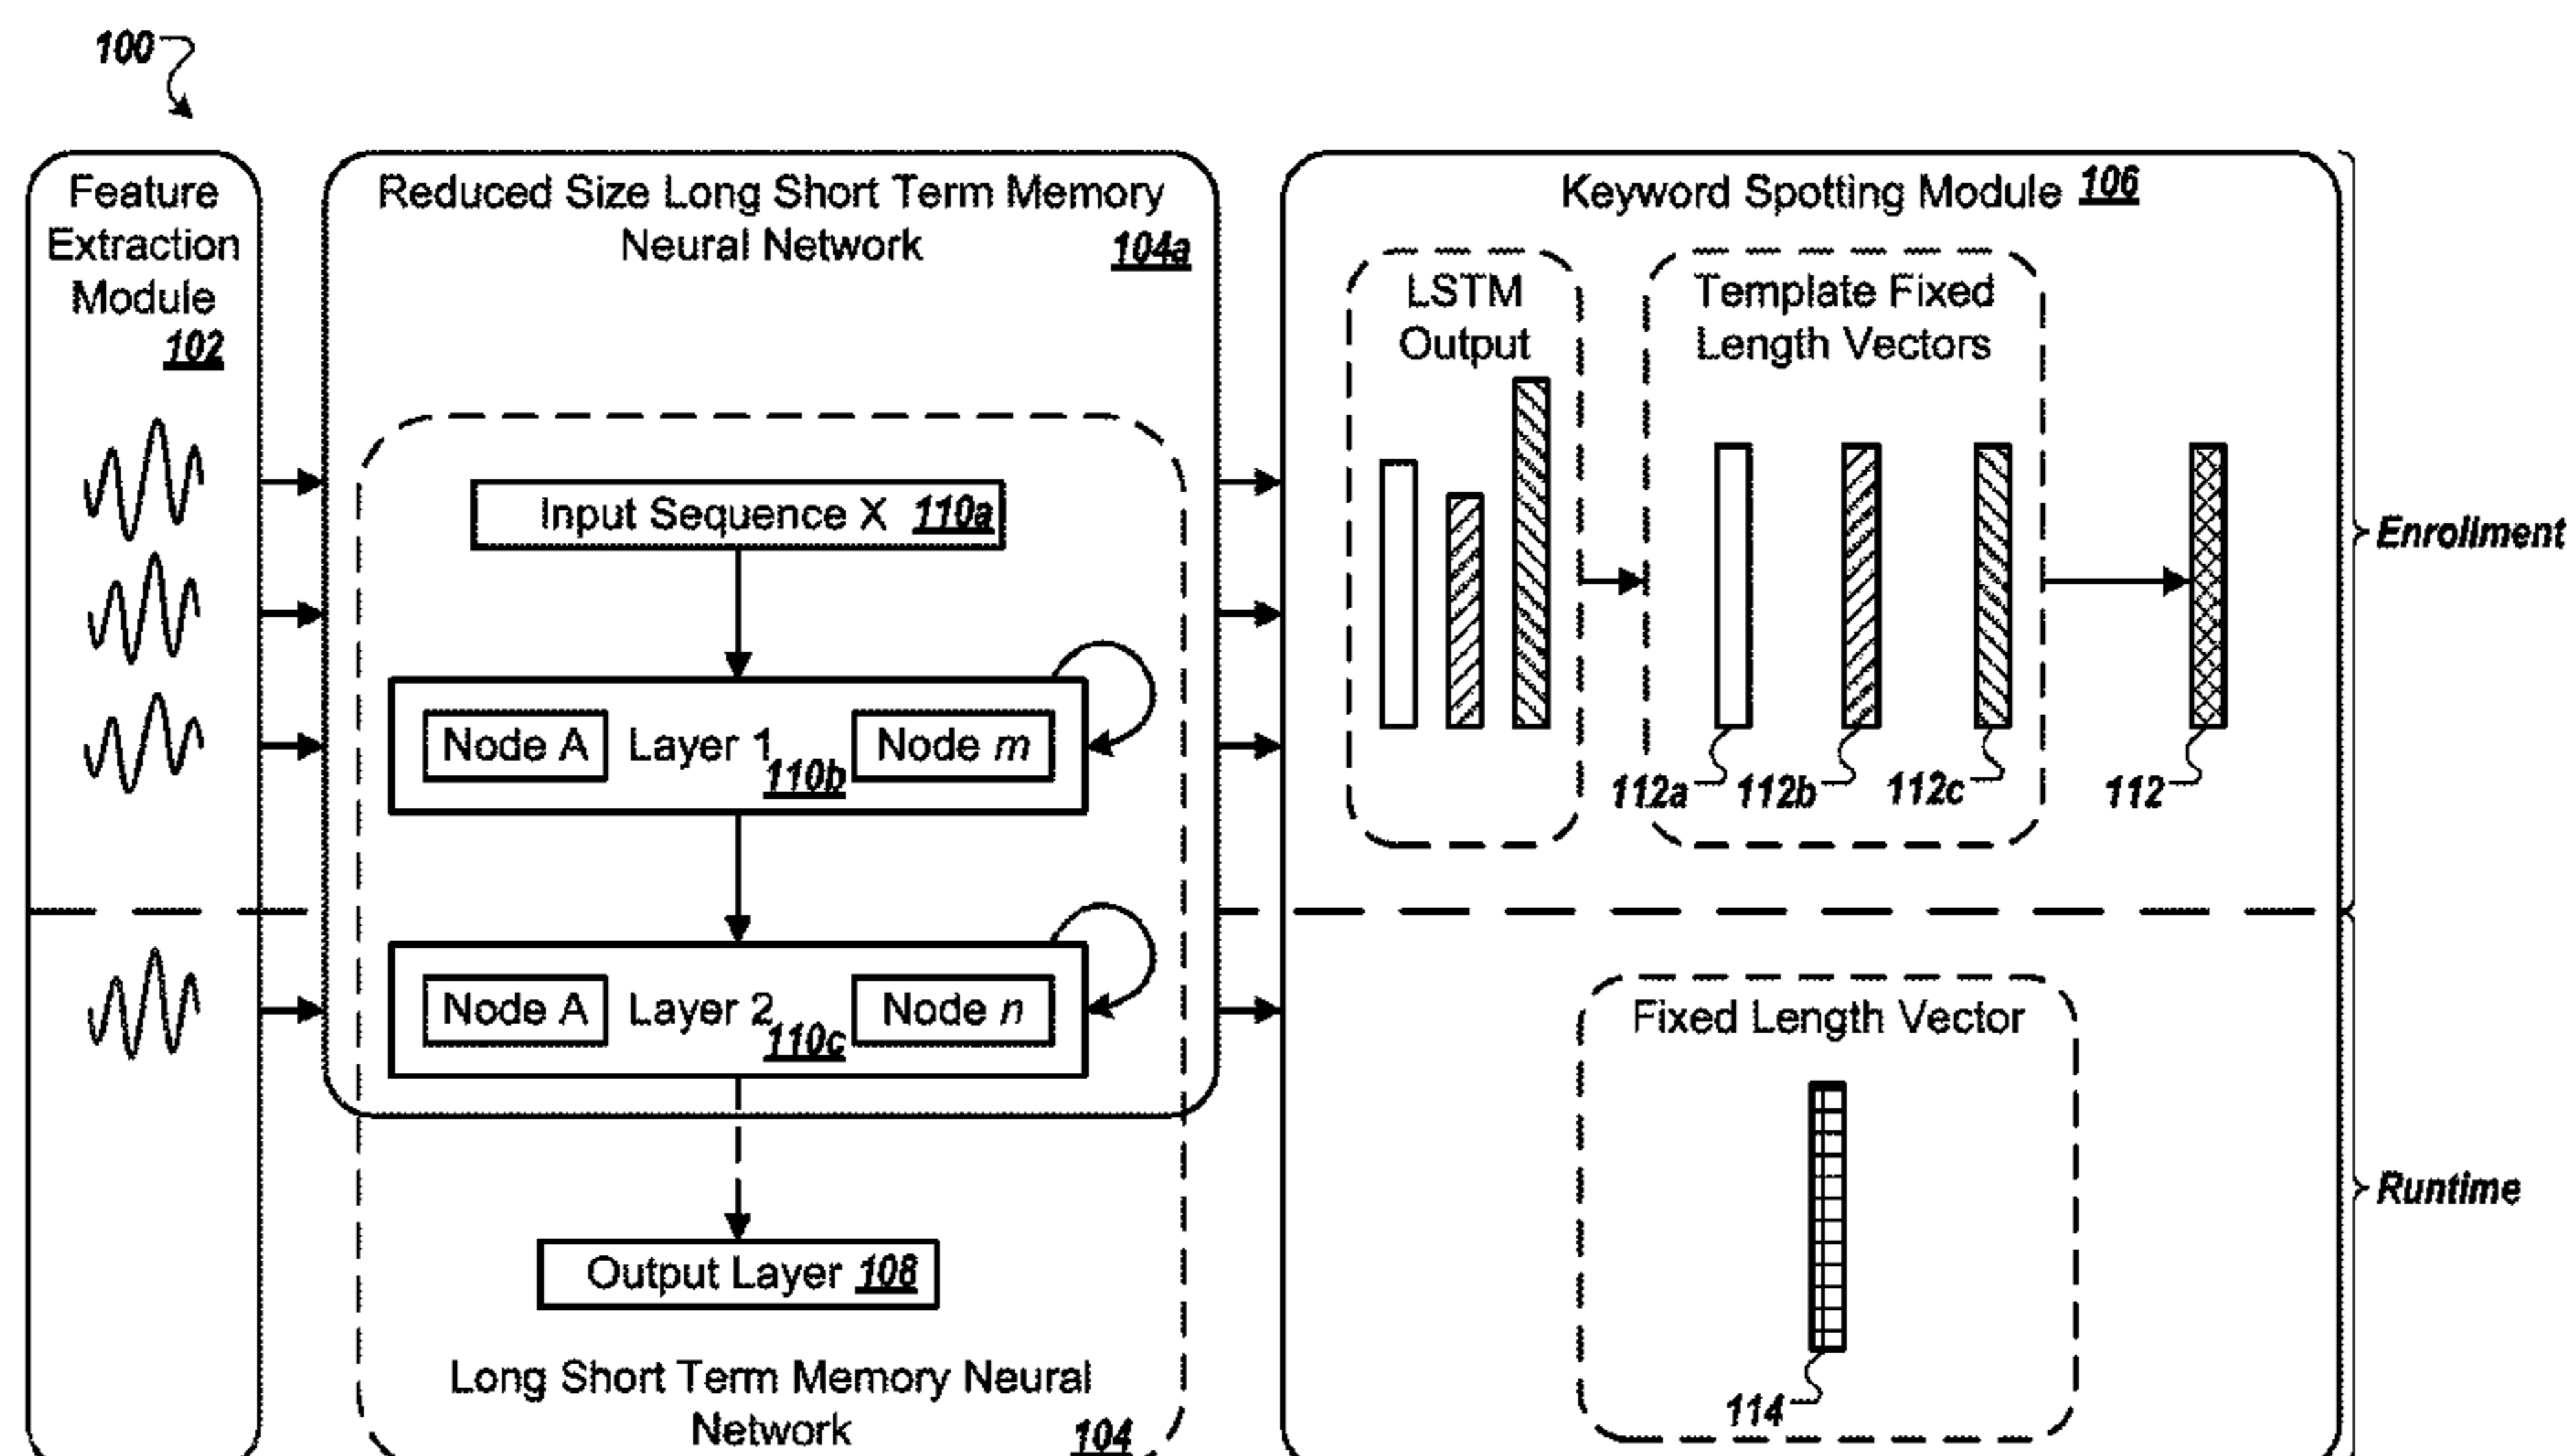 100
Feature
Extraction
Module
102
Reduced Size Long Short Term Memory
Neural Network
104a
Input Sequence X 110a
Node A Layer 1 110b Node m
Node A Layer 2 110c Node n
Output Layer 108
Long Short Term Memory Neural
Network
104
Keyword Spotting Module 106
LSTM
Output
Template Fixed
Length Vectors
112a 112b 112c 112
Enrollment
Fixed Length Vector
114
Runtime